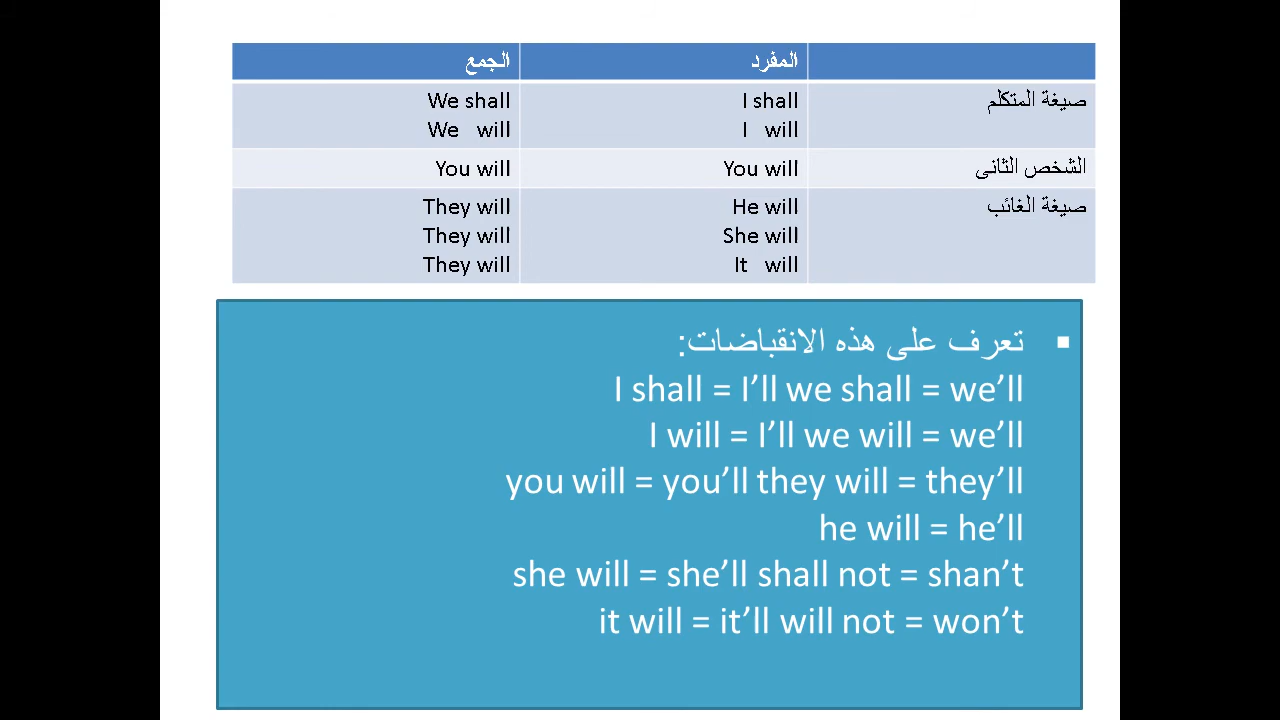 المفرد الجمع
صيغة المتكلم I shall We shall
I will We will
الشخص الثانى You will You will
صيغة الغائب He will They will
She will They will
It will They will
▪ تعرف على هذه الانقباضات:
I shall = I’ll we shall = we’ll
I will = I’ll we will = we’ll
you will = you’ll they will = they’ll
he will = he’ll
she will = she’ll shall not = shan’t
it will = it’ll will not = won’t